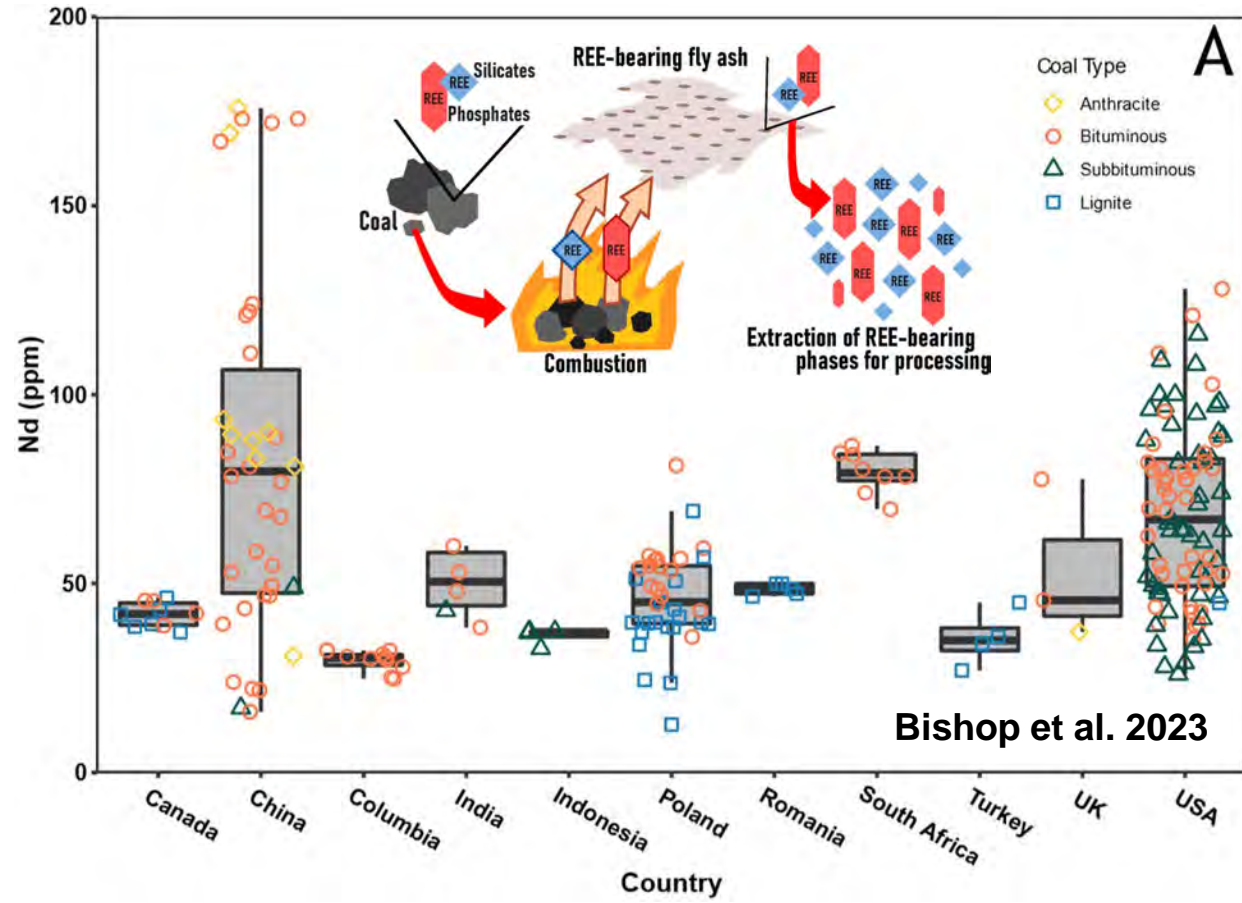 A
200
150
100
50
0
Nd (ppm)
REE
REE
Silicates
Phosphates
Coal
REE-bearing fly ash
REE
REE
REE
REE
Combustion
REE
REE
REE
REE
REE
REE
REE
REE
REE
Extraction of REE-bearing
phases for processing
Coal Type
Anthracite
Bituminous
Subbituminous
Lignite
Bishop et al. 2023
Canada
China
Columbia
India
Indonesia
Poland
Romania
South Africa
Turkey
UK
USA
Country